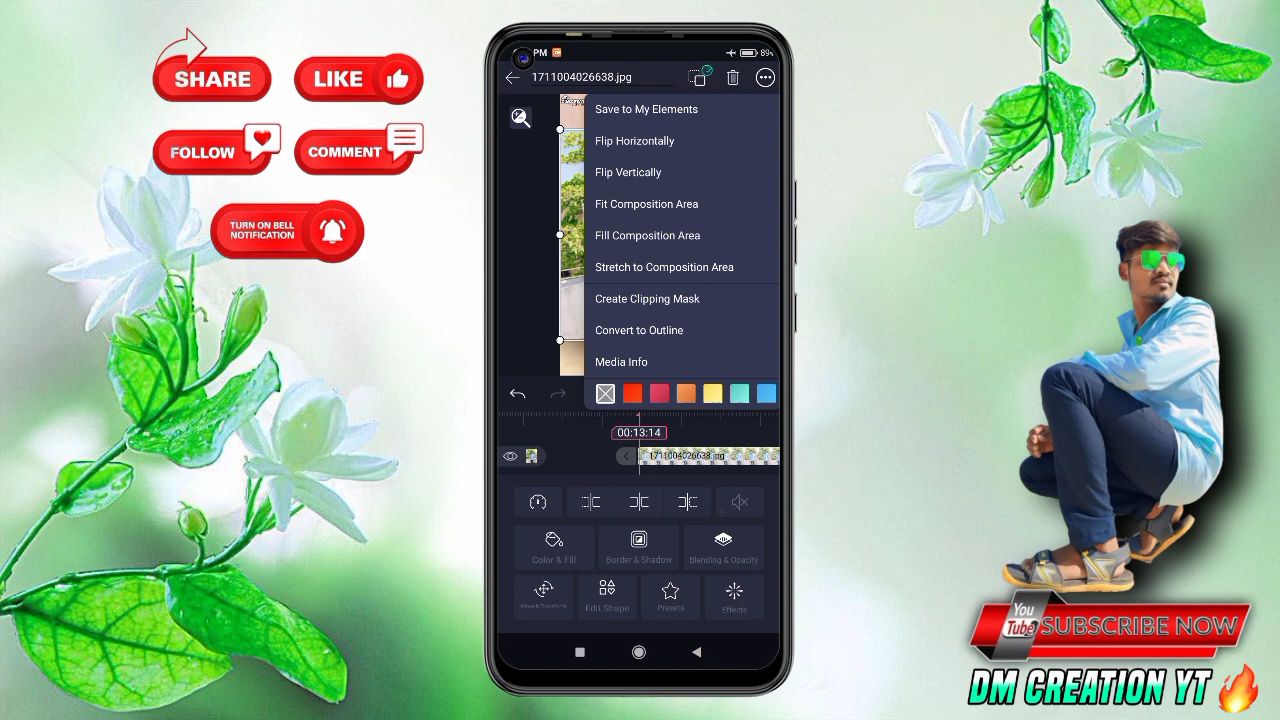 SHARE
LIKE
FOLLOW
COMMENT
TURN ON BELL
NOTIFICATION
PM
89%
1711004026638.jpg
Save to My Elements
Flip Horizontally
Flip Vertically
Fit Composition Area
Fill Composition Area
Stretch to Composition Area
Create Clipping Mask
Convert to Outline
Media Info
00:13:14
1711004026638.jpg
Color & Fill
Border & Shadow
Blending & Opacity
Move & Transform
Edit Shape
Presets
Effects
You
Tube
SUBSCRIBE NOW
DM CREATION YT